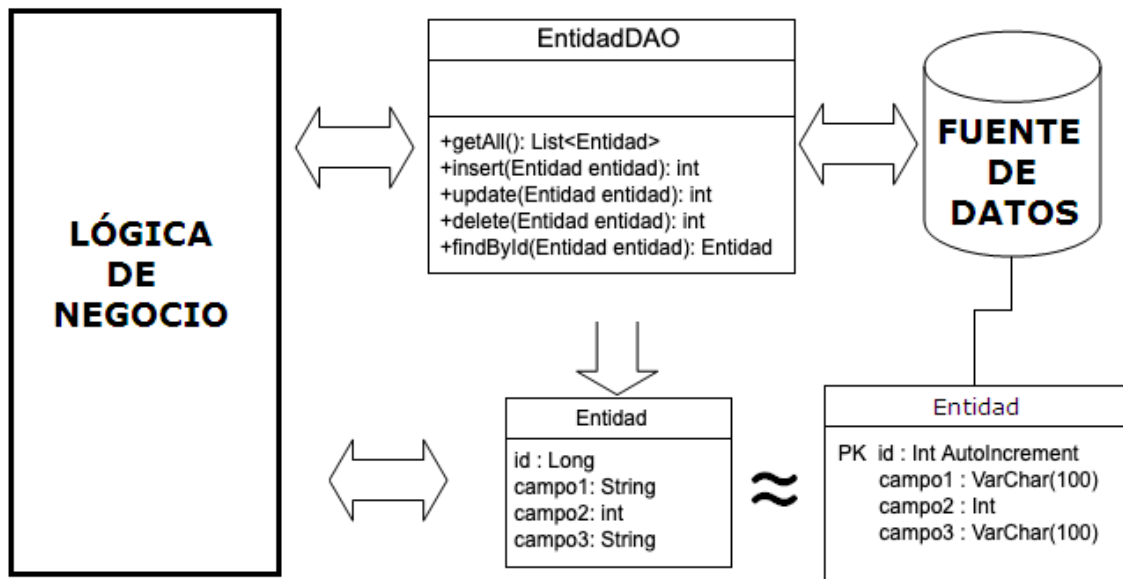 LÓGICA
DE
NEGOCIO
EntidadDAO
+getAll(): List<Entidad>
+insert(Entidad entidad): int
+update(Entidad entidad): int
+delete(Entidad entidad): int
+findById(Entidad entidad): Entidad
FUENTE
DE
DATOS
Entidad
id : Long
campo1: String
campo2: int
campo3: String
≈
Entidad
PK id : Int AutoIncrement
campo1 : VarChar(100)
campo2 : Int
campo3 : VarChar(100)